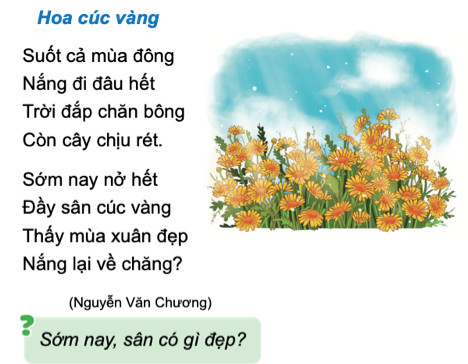 Hoa cúc vàng
Suốt cả mùa đông
Nắng đi đâu hết
Trời đắp chăn bông
Còn cây chịu rét.
Sớm nay nở hết
Đầy sân cúc vàng
Thấy mùa xuân đẹp
Nắng lại về chăng?
(Nguyễn Văn Chương)
? Sớm nay, sân có gì đẹp?